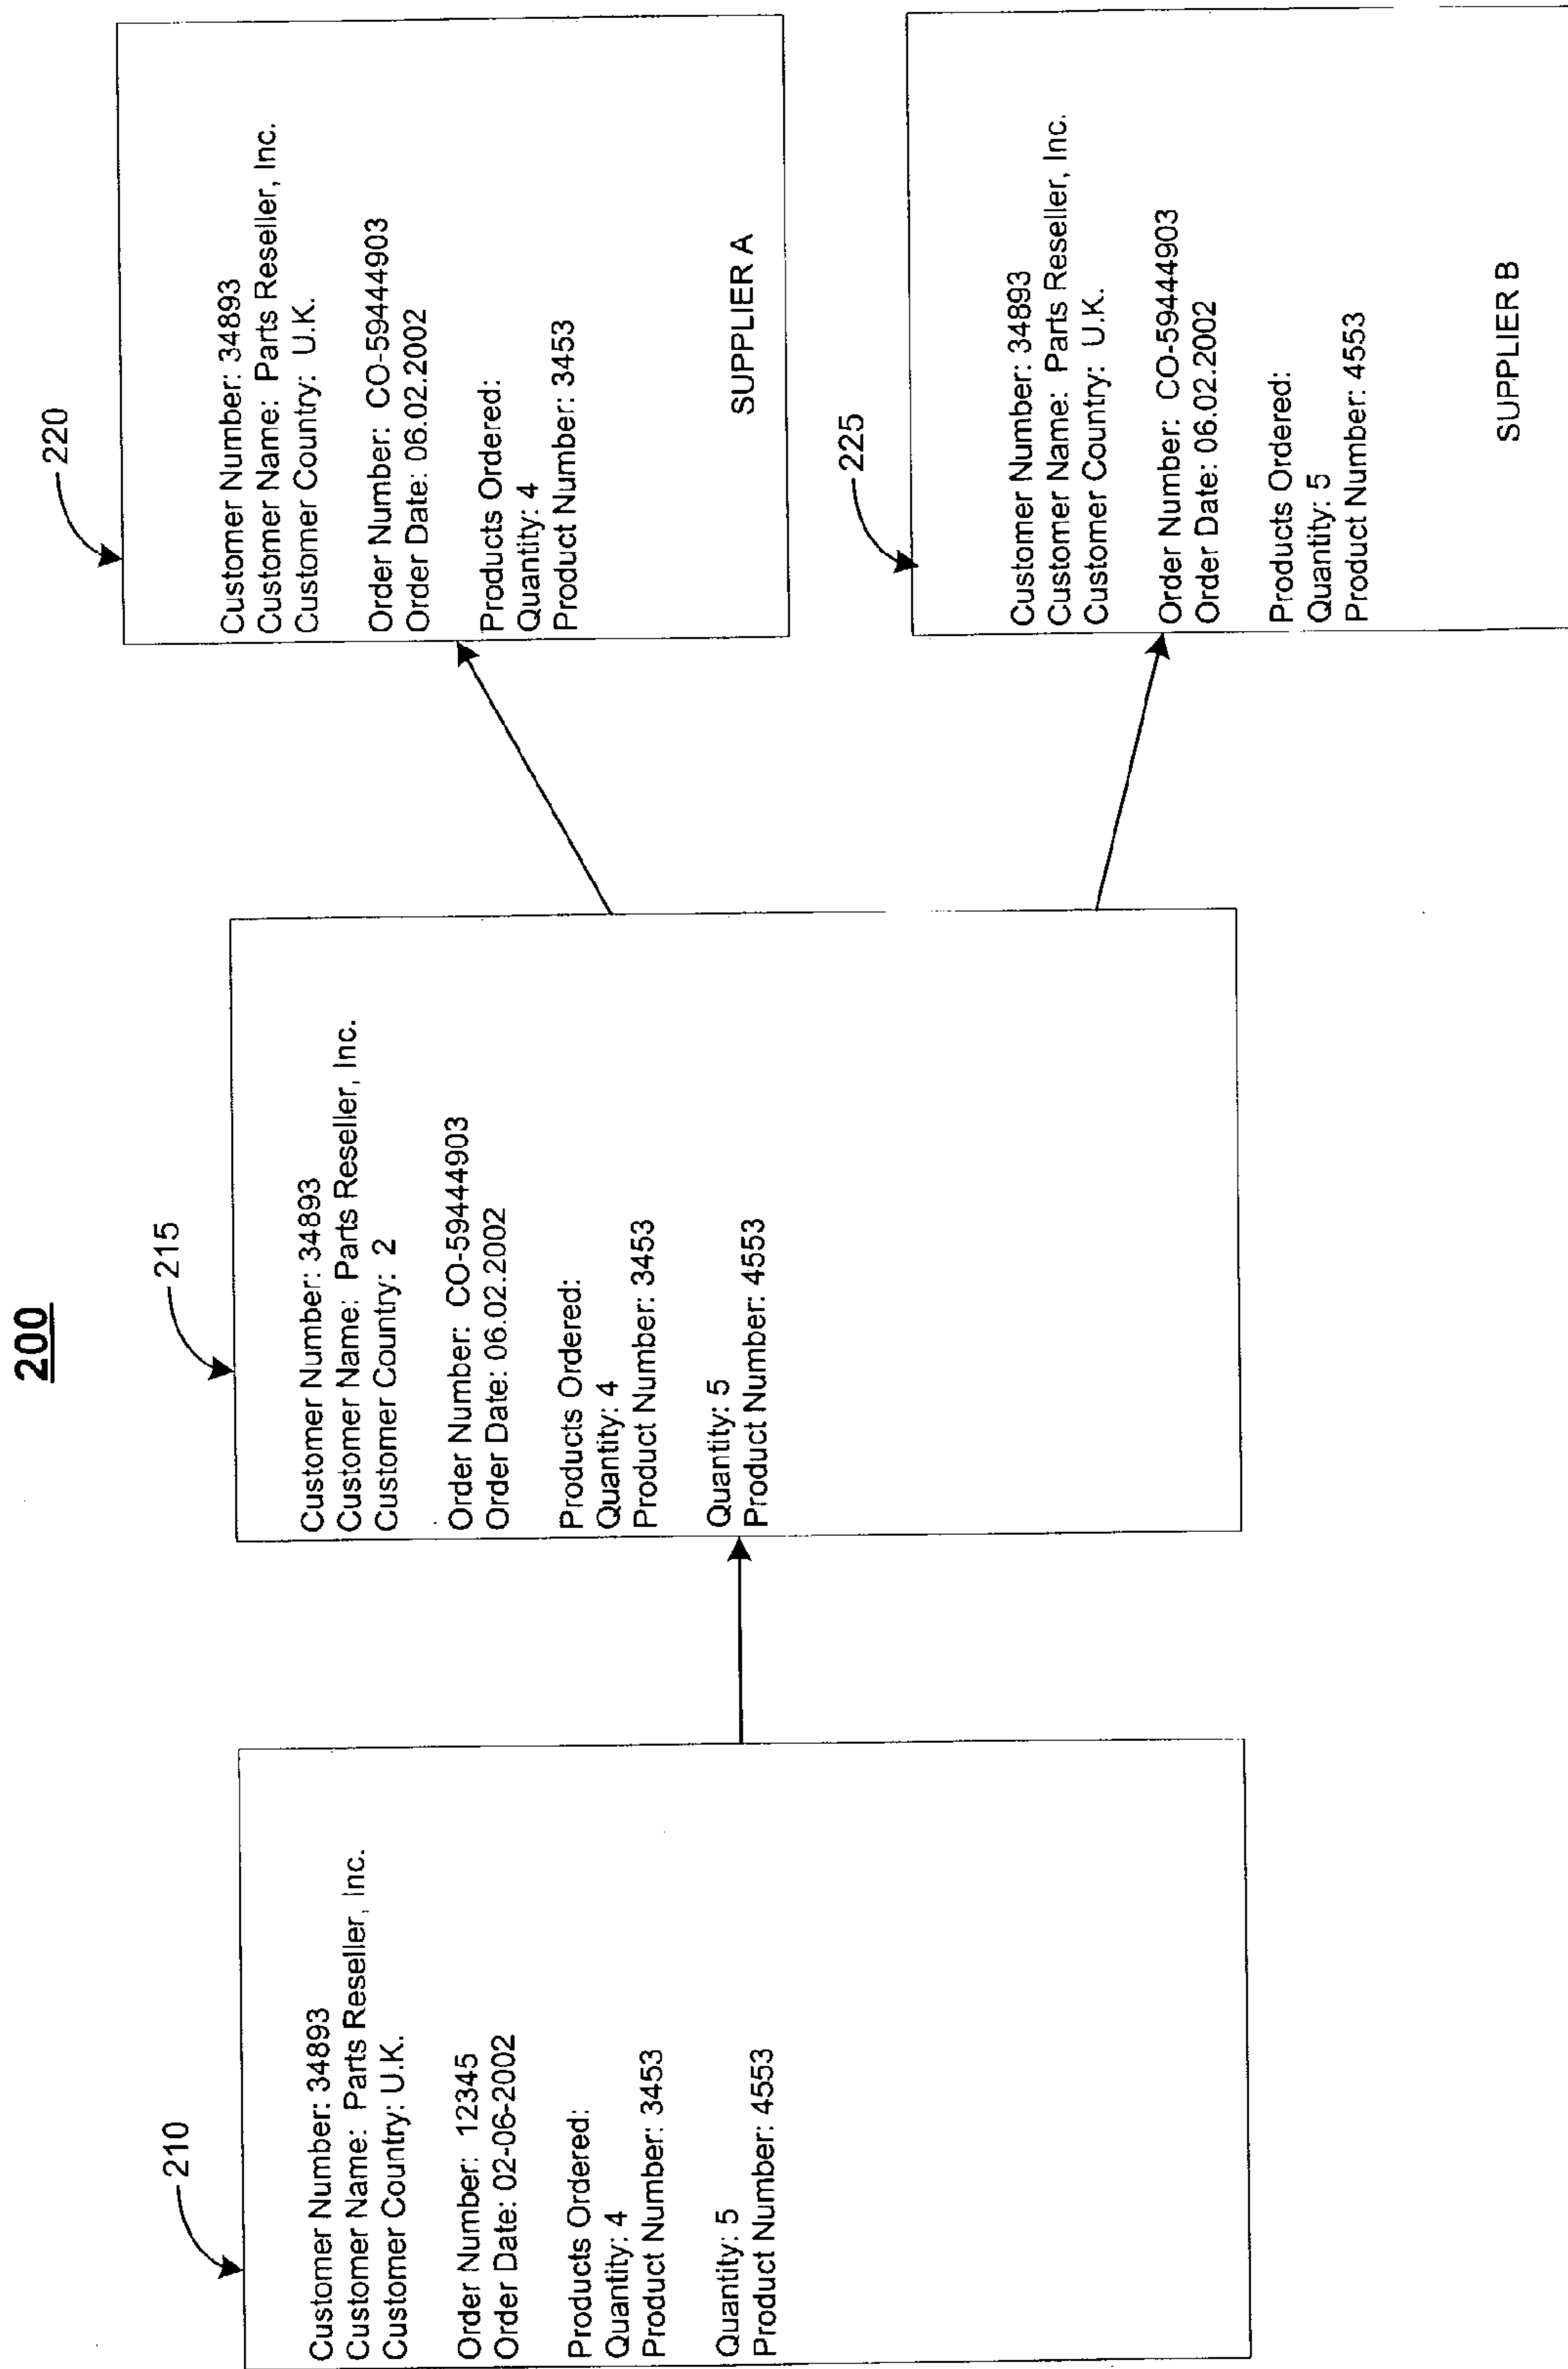 200
210
Customer Number: 34893
Customer Name: Parts Reseller, Inc.
Customer Country: U.K.
Order Number: 12345
Order Date: 02-06-2002
Products Ordered:
Quantity: 4
Product Number: 3453
Quantity: 5
Product Number: 4553
215
Customer Number: 34893
Customer Name: Parts Reseller, Inc.
Customer Country: 2
Order Number: CO-59444903
Order Date: 06.02.2002
Products Ordered:
Quantity: 4
Product Number: 3453
Quantity: 5
Product Number: 4553
220
Customer Number: 34893
Customer Name: Parts Reseller, Inc.
Customer Country: U.K.
Order Number: CO-59444903
Order Date: 06.02.2002
Products Ordered:
Quantity: 4
Product Number: 3453
SUPPLIER A
225
Customer Number: 34893
Customer Name: Parts Reseller, Inc.
Customer Country: U.K.
Order Number: CO-59444903
Order Date: 06.02.2002
Products Ordered:
Quantity: 5
Product Number: 4553
SUPPLIER B